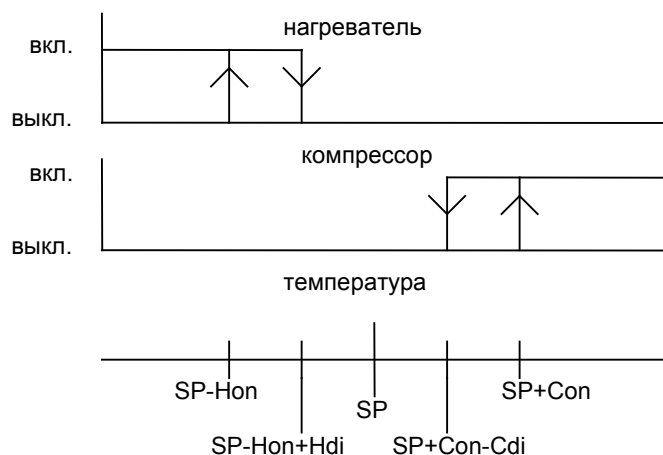 нагреватель
вкл.
выкл.
компрессор
вкл.
выкл.
температура
SP-Hon
SP
SP+Con
SP-Hon+Hdi
SP+Con-Cdi